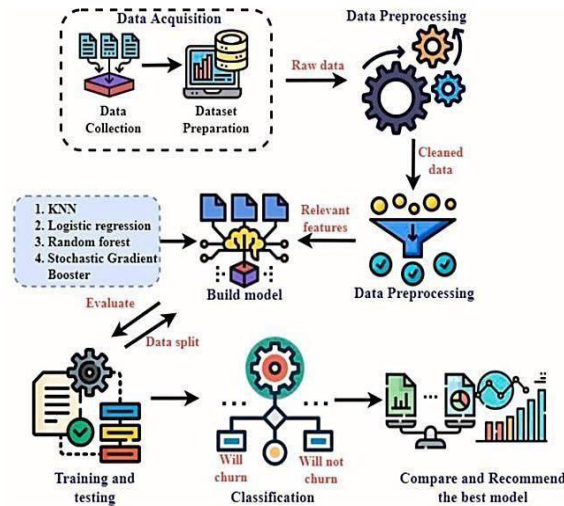 Data Acquisition
Data
Collection
Dataset
Preparation
Raw data
Data Preprocessing
Cleaned
data
1. KNN
2. Logistic regression
3. Random forest
4. Stochastic Gradient
Booster
Build model
Relevant
features
Data Preprocessing
Evaluate
Data split
Training and
testing
Will
churn
Will not
churn
Classification
Compare and Recommend
the best model